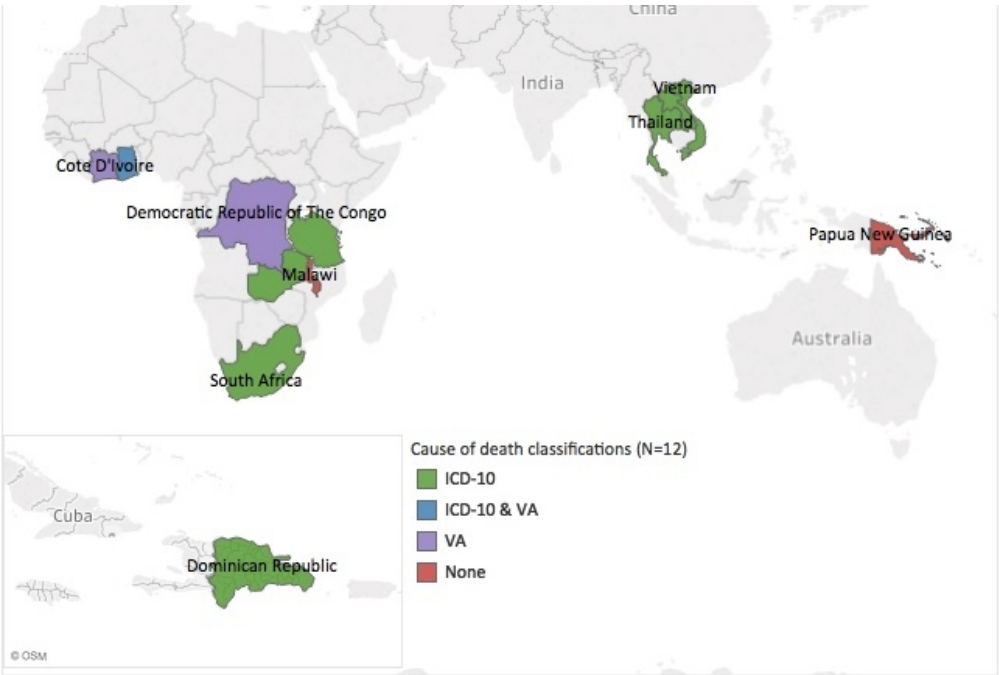 China
India
Vietnam
Thailand
Cote D'Ivoire
Democratic Republic of The Congo
Papua New Guinea
Malawi
Australia
South Africa
Cause of death classifications (N=12)
ICD-10
ICD-10 & VA
VA
None
Cuba
Dominican Republic
© OSM